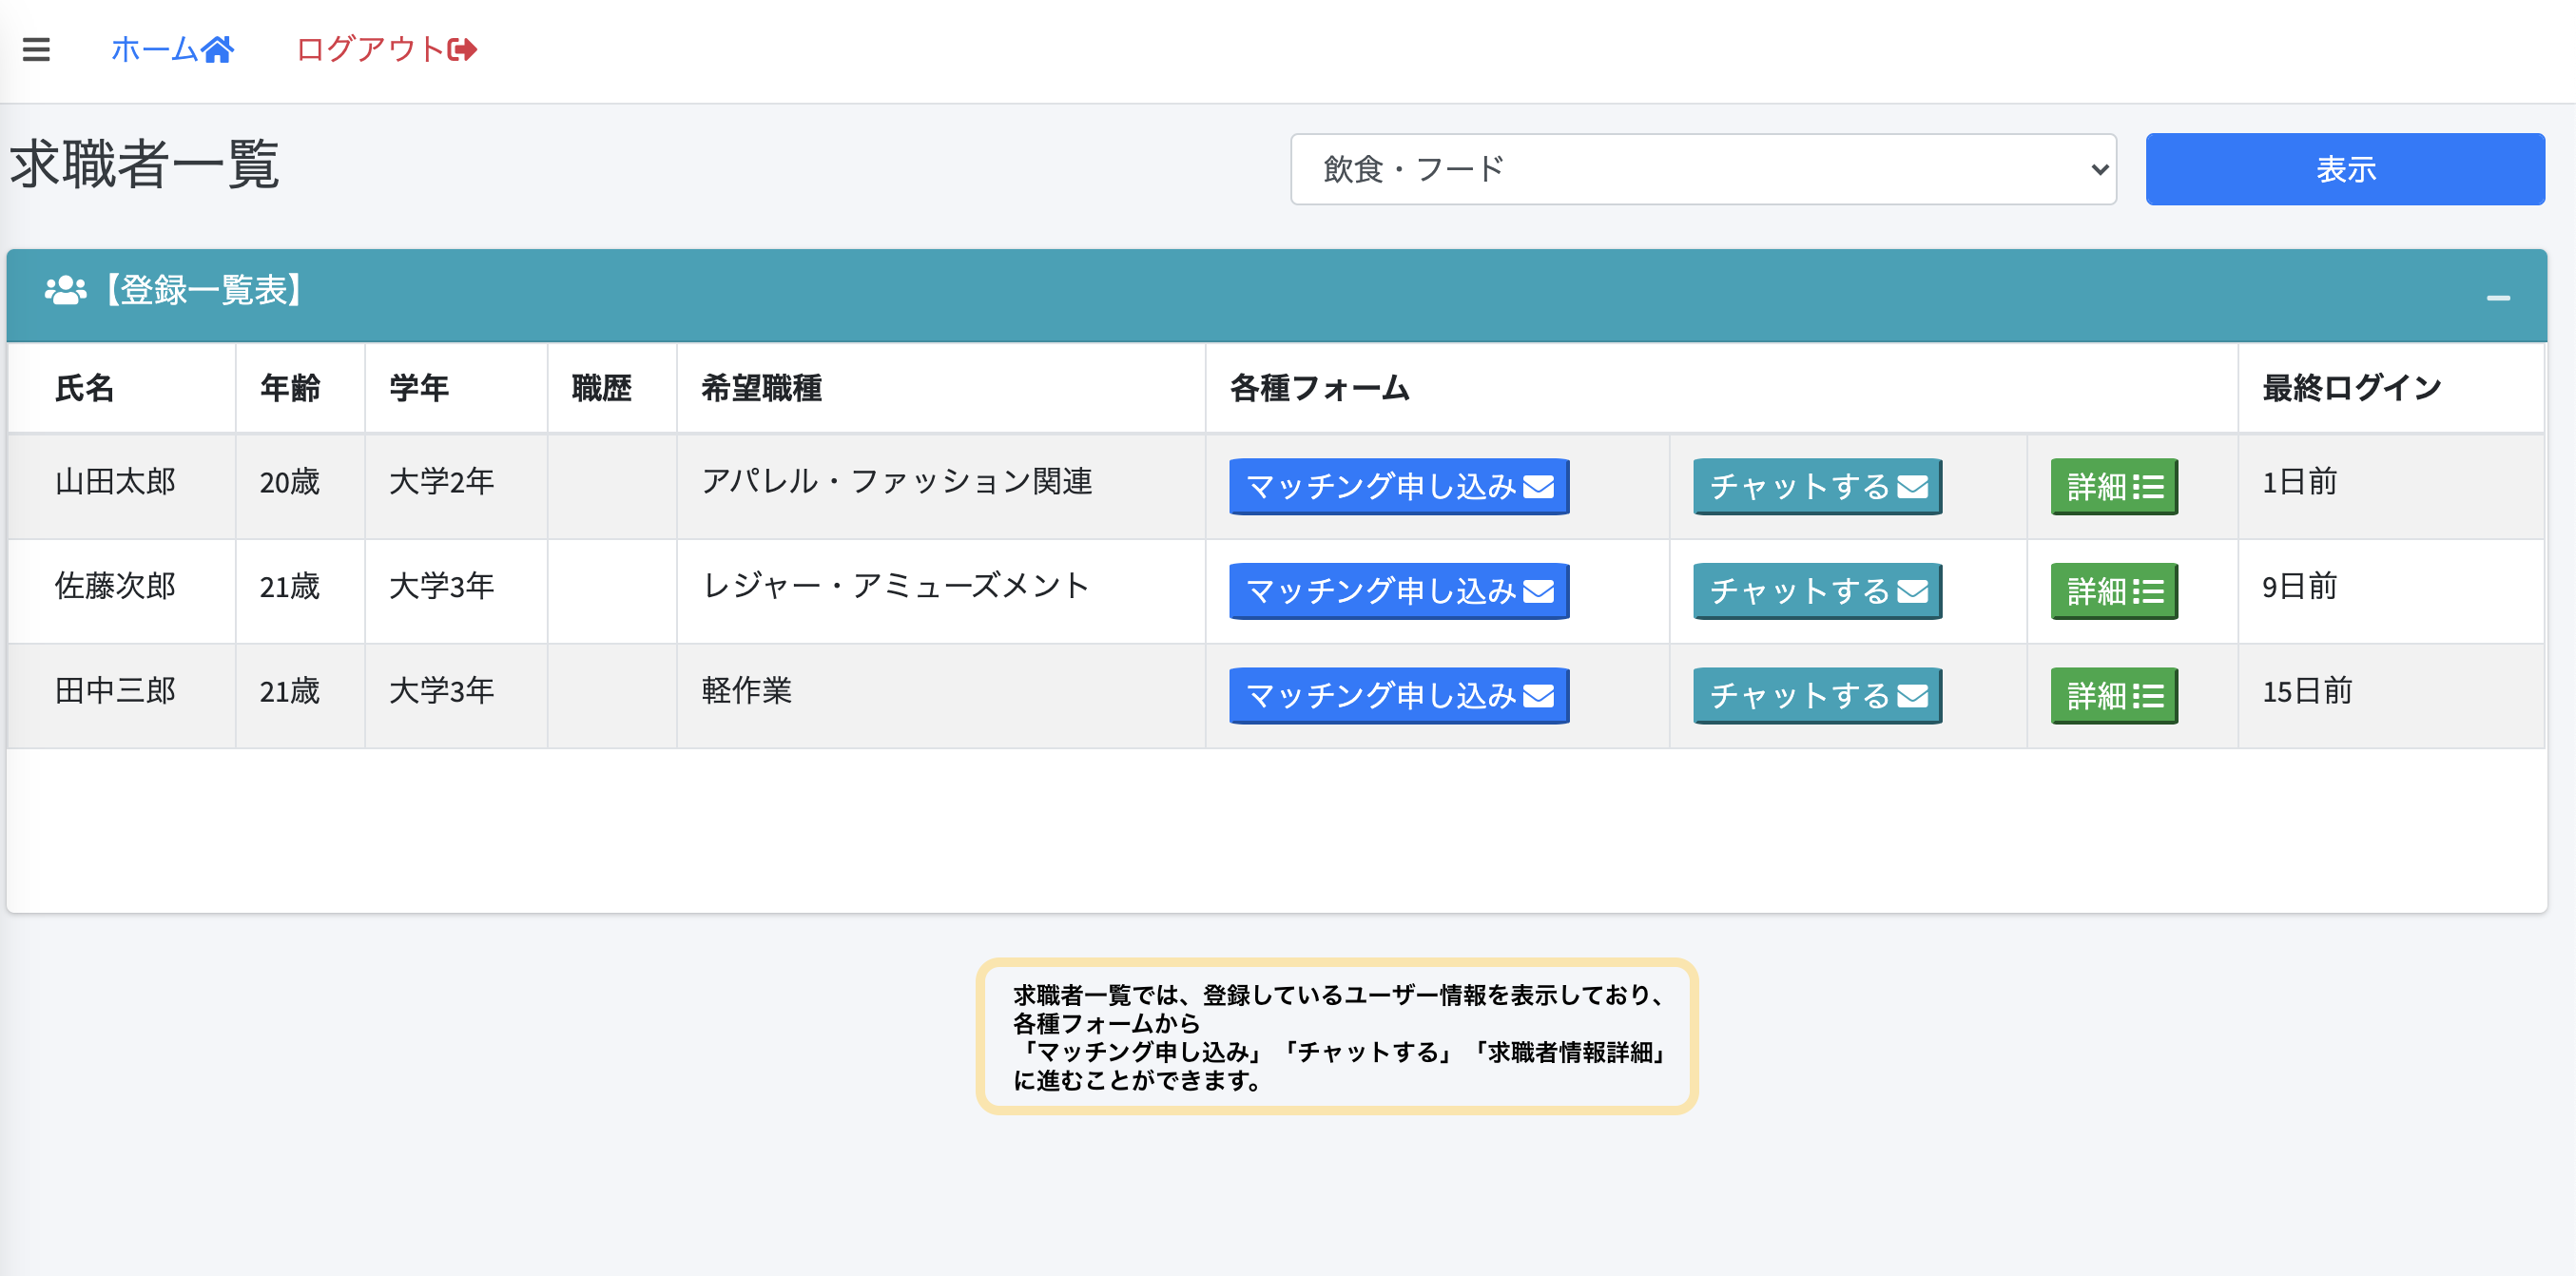 ホーム ログアウト
求職者一覧 飲食・フード 表示
【登録一覧表】
氏名 年齢 学年 職歴 希望職種 各種フォーム 最終ログイン
山田太郎 20歳 大学2年 アパレル・ファッション関連 マッチング申し込み チャットする 詳細 1日前
佐藤次郎 21歳 大学3年 レジャー・アミューズメント マッチング申し込み チャットする 詳細 9日前
田中三郎 21歳 大学3年 軽作業 マッチング申し込み チャットする 詳細 15日前
求職者一覧では、登録しているユーザー情報を表示しており、
各種フォームから
「マッチング申し込み」「チャットする」「求職者情報詳細」
に進むことができます。